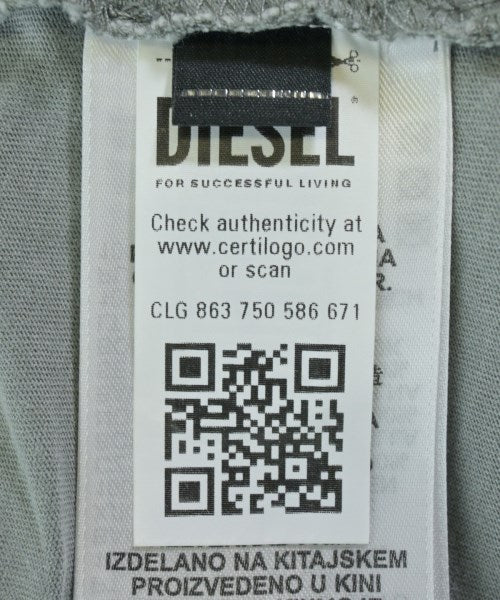 DIESEL
®
FOR SUCCESSFUL LIVING
Check authenticity at
www.certilogo.com
or scan
CLG 863 750 586 671
IZDELANO NA KITAJSKEM
PROIZVEDENO U KINI